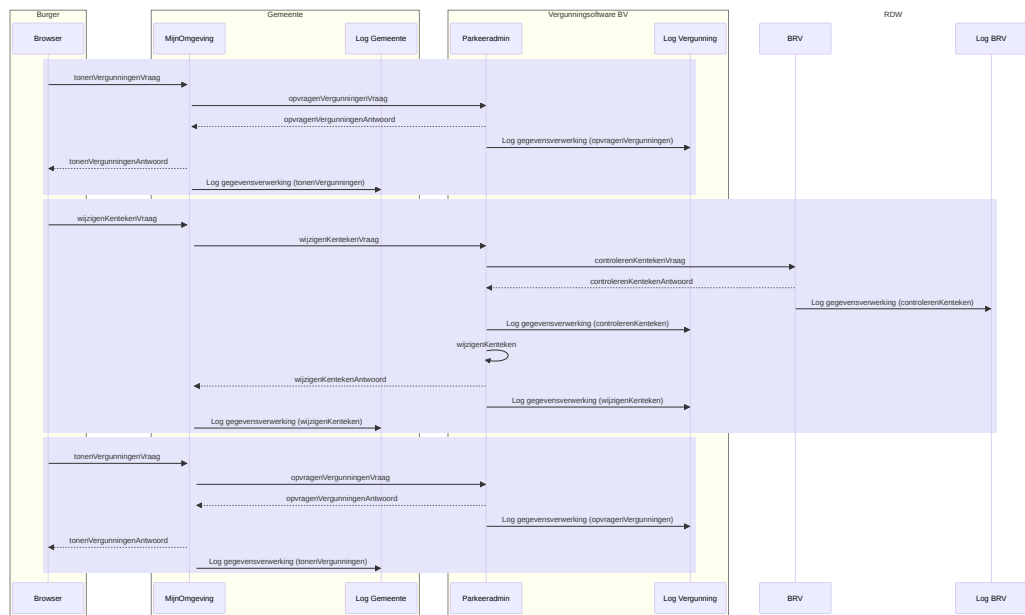 Burger Gemeente Vergunningsoftware BV RDW
Browser MijnOmgeving Log Gemeente Parkeeradmin Log Vergunning BRV Log BRV
tonenVergunningenVraag
opvragenVergunningenVraag
opvragenVergunningenAntwoord
Log gegevensverwerking (opvragenVergunningen)
tonenVergunningenAntwoord
Log gegevensverwerking (tonenVergunningen)
wijzigenKentekenVraag
wijzigenKentekenVraag
controlerenKentekenVraag
controlerenKentekenAntwoord
Log gegevensverwerking (controlerenKenteken)
Log gegevensverwerking (controlerenKenteken)
wijzigenKenteken
wijzigenKentekenAntwoord
Log gegevensverwerking (wijzigenKenteken)
Log gegevensverwerking (wijzigenKenteken)
tonenVergunningenVraag
opvragenVergunningenVraag
opvragenVergunningenAntwoord
Log gegevensverwerking (opvragenVergunningen)
tonenVergunningenAntwoord
Log gegevensverwerking (tonenVergunningen)
Browser MijnOmgeving Log Gemeente Parkeeradmin Log Vergunning BRV Log BRV